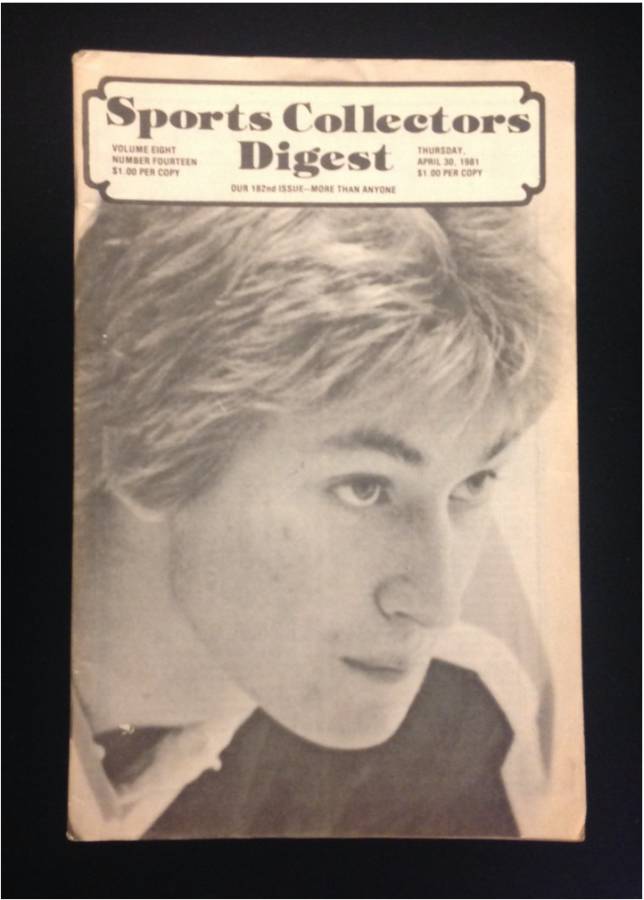 Sports Collectors
Digest
VOLUME EIGHT
NUMBER FOURTEEN
$1.00 PER COPY
THURSDAY,
APRIL 30, 1981
$1.00 PER COPY
OUR 182nd ISSUE—MORE THAN ANYONE